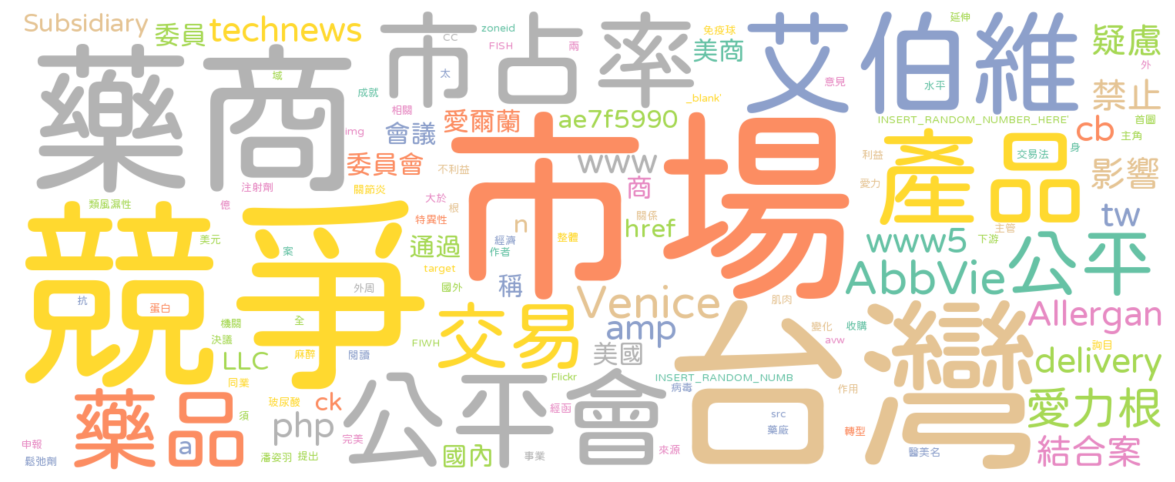 Subsidiary
委員
technews
CC
zoneid
FISH
兩
市占率
免疫球
美商
艾伯維
延伸
疑慮
外
藥商
域
太
成就
相關
_blank'
意見
水平
禁止
img
會議
愛爾蘭
ae7f5990
INSERT_RANDOM_NUMBER_HERE'
首圖
cb
主角
委員會
不利益
www
市場
利益
產品
交易法
身
影響
注射劑
關節炎
大於
商
愛力
類風濕性
億
特異性
根
關係
href
tw
競爭
美元
通過
n
經濟
作者
整體
主管
www5
下游
公平
案
target
國外
稱
AbbVie
抗
蛋白
外周
Venice
肌肉
Allergan
機關
全
FIWH
交易
amp
台灣
變化
收購
決議
麻醉
閱讀
美國
avw
胸目
LLC
delivery
同業
Flickr
INSERT_RANDOM_NUMB
病毒
作用
藥品
玻尿酸
ck
公平會
愛力根
須
php
經函
src
a
完美
藥廠
轉型
申報
鬆弛劑
潘姿羽
提出
國內
事業
來源
醫美名
結合案